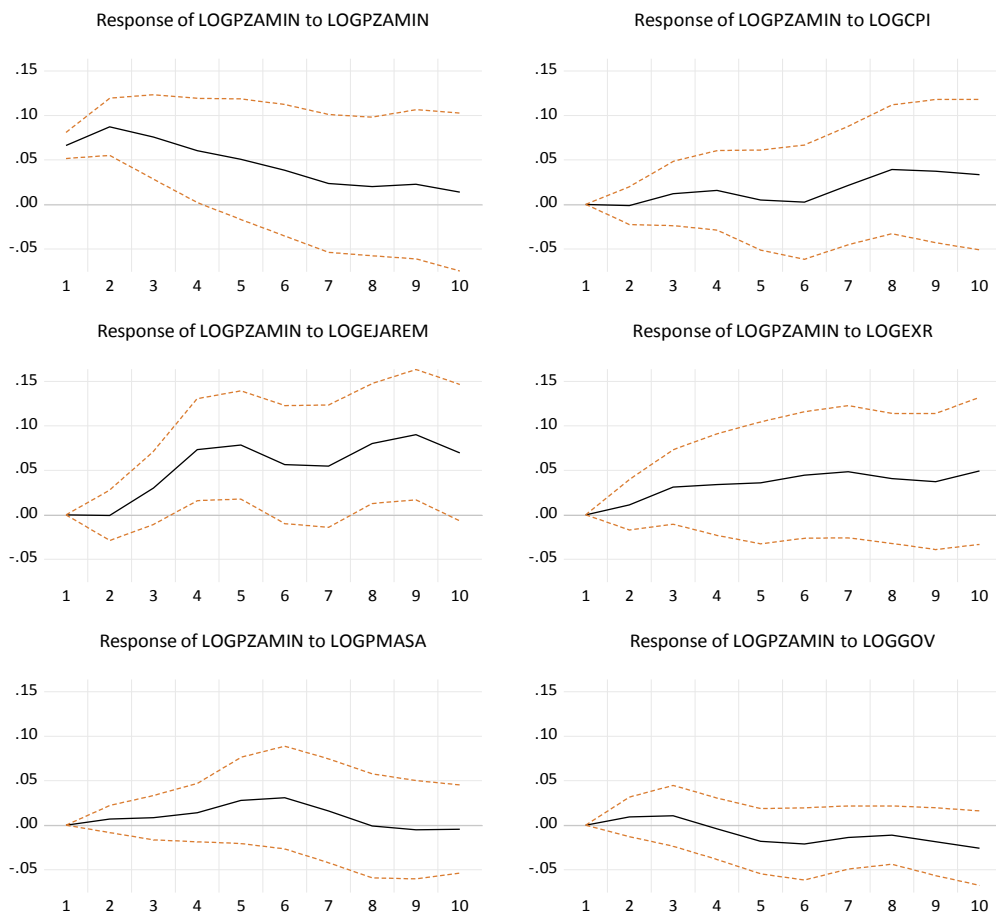 Response of LOGPZAMIN to LOGPZAMIN
.15
.10
.05
.00
-.05
1 2 3 4 5 6 7 8 9 10
Response of LOGPZAMIN to LOGCPI
.15
.10
.05
.00
-.05
1 2 3 4 5 6 7 8 9 10
Response of LOGPZAMIN to LOGEJAREM
.15
.10
.05
.00
-.05
1 2 3 4 5 6 7 8 9 10
Response of LOGPZAMIN to LOGEXR
.15
.10
.05
.00
-.05
1 2 3 4 5 6 7 8 9 10
Response of LOGPZAMIN to LOGPMASA
.15
.10
.05
.00
-.05
1 2 3 4 5 6 7 8 9 10
Response of LOGPZAMIN to LOGGOV
.15
.10
.05
.00
-.05
1 2 3 4 5 6 7 8 9 10